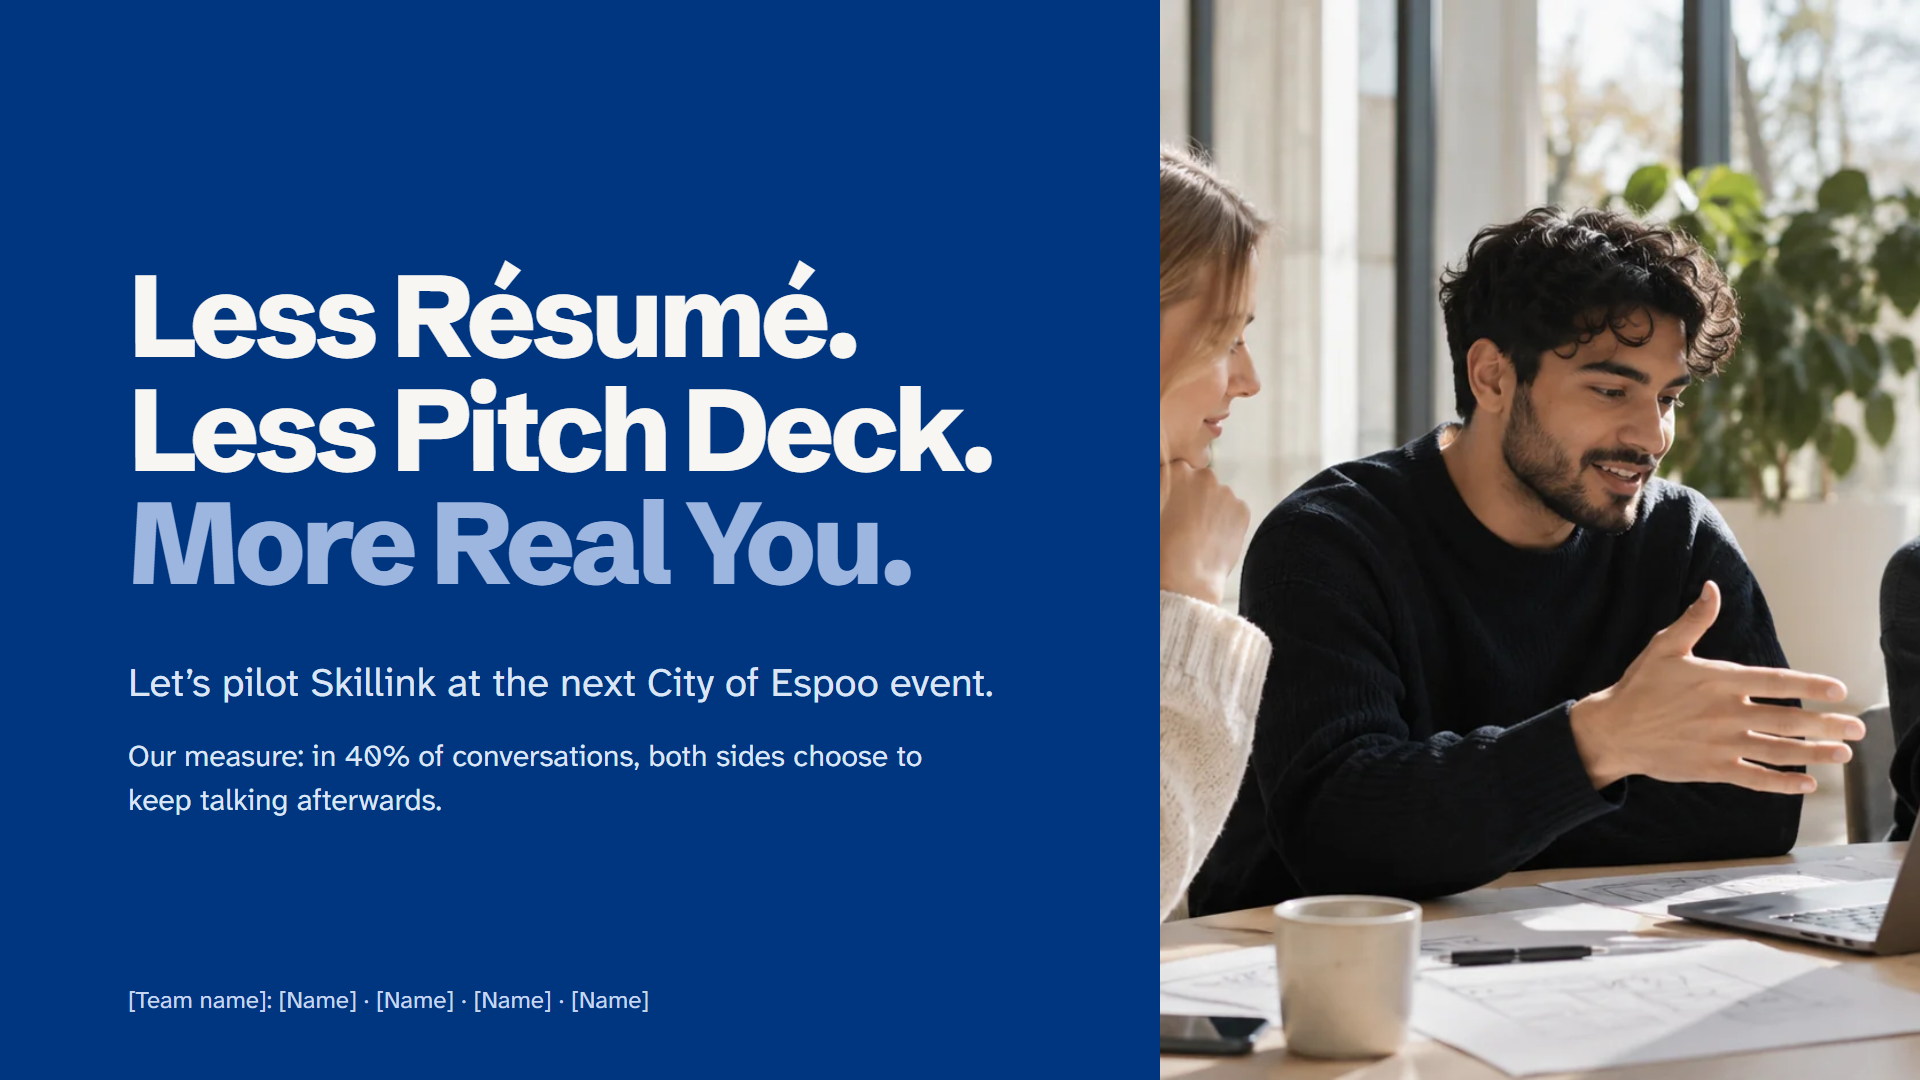 Less Résumé.
Less Pitch Deck.
More Real You.
Let’s pilot Skillink at the next City of Espoo event.
Our measure: in 40% of conversations, both sides choose to
keep talking afterwards.
[Team name]: [Name] · [Name] · [Name] · [Name]